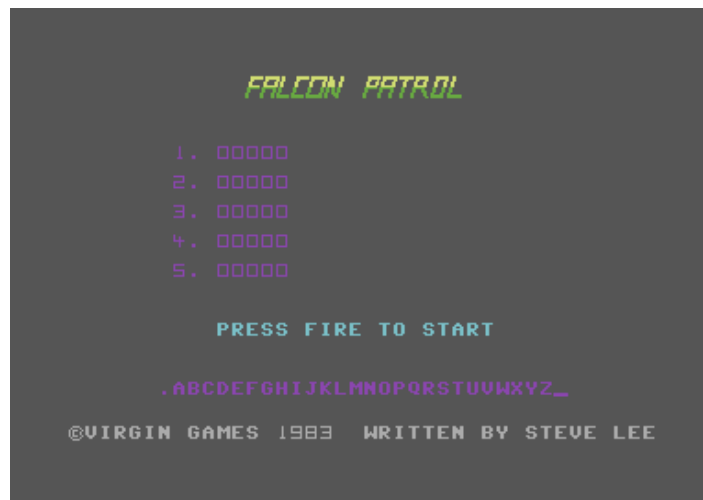 FALCON PATROL
1. 00000
2. 00000
3. 00000
4. 00000
5. 00000
PRESS FIRE TO START
.ABCDEFGHIJKLMNOPQRSTUVWXYZ_
©VIRGIN GAMES 1983 WRITTEN BY STEVE LEE